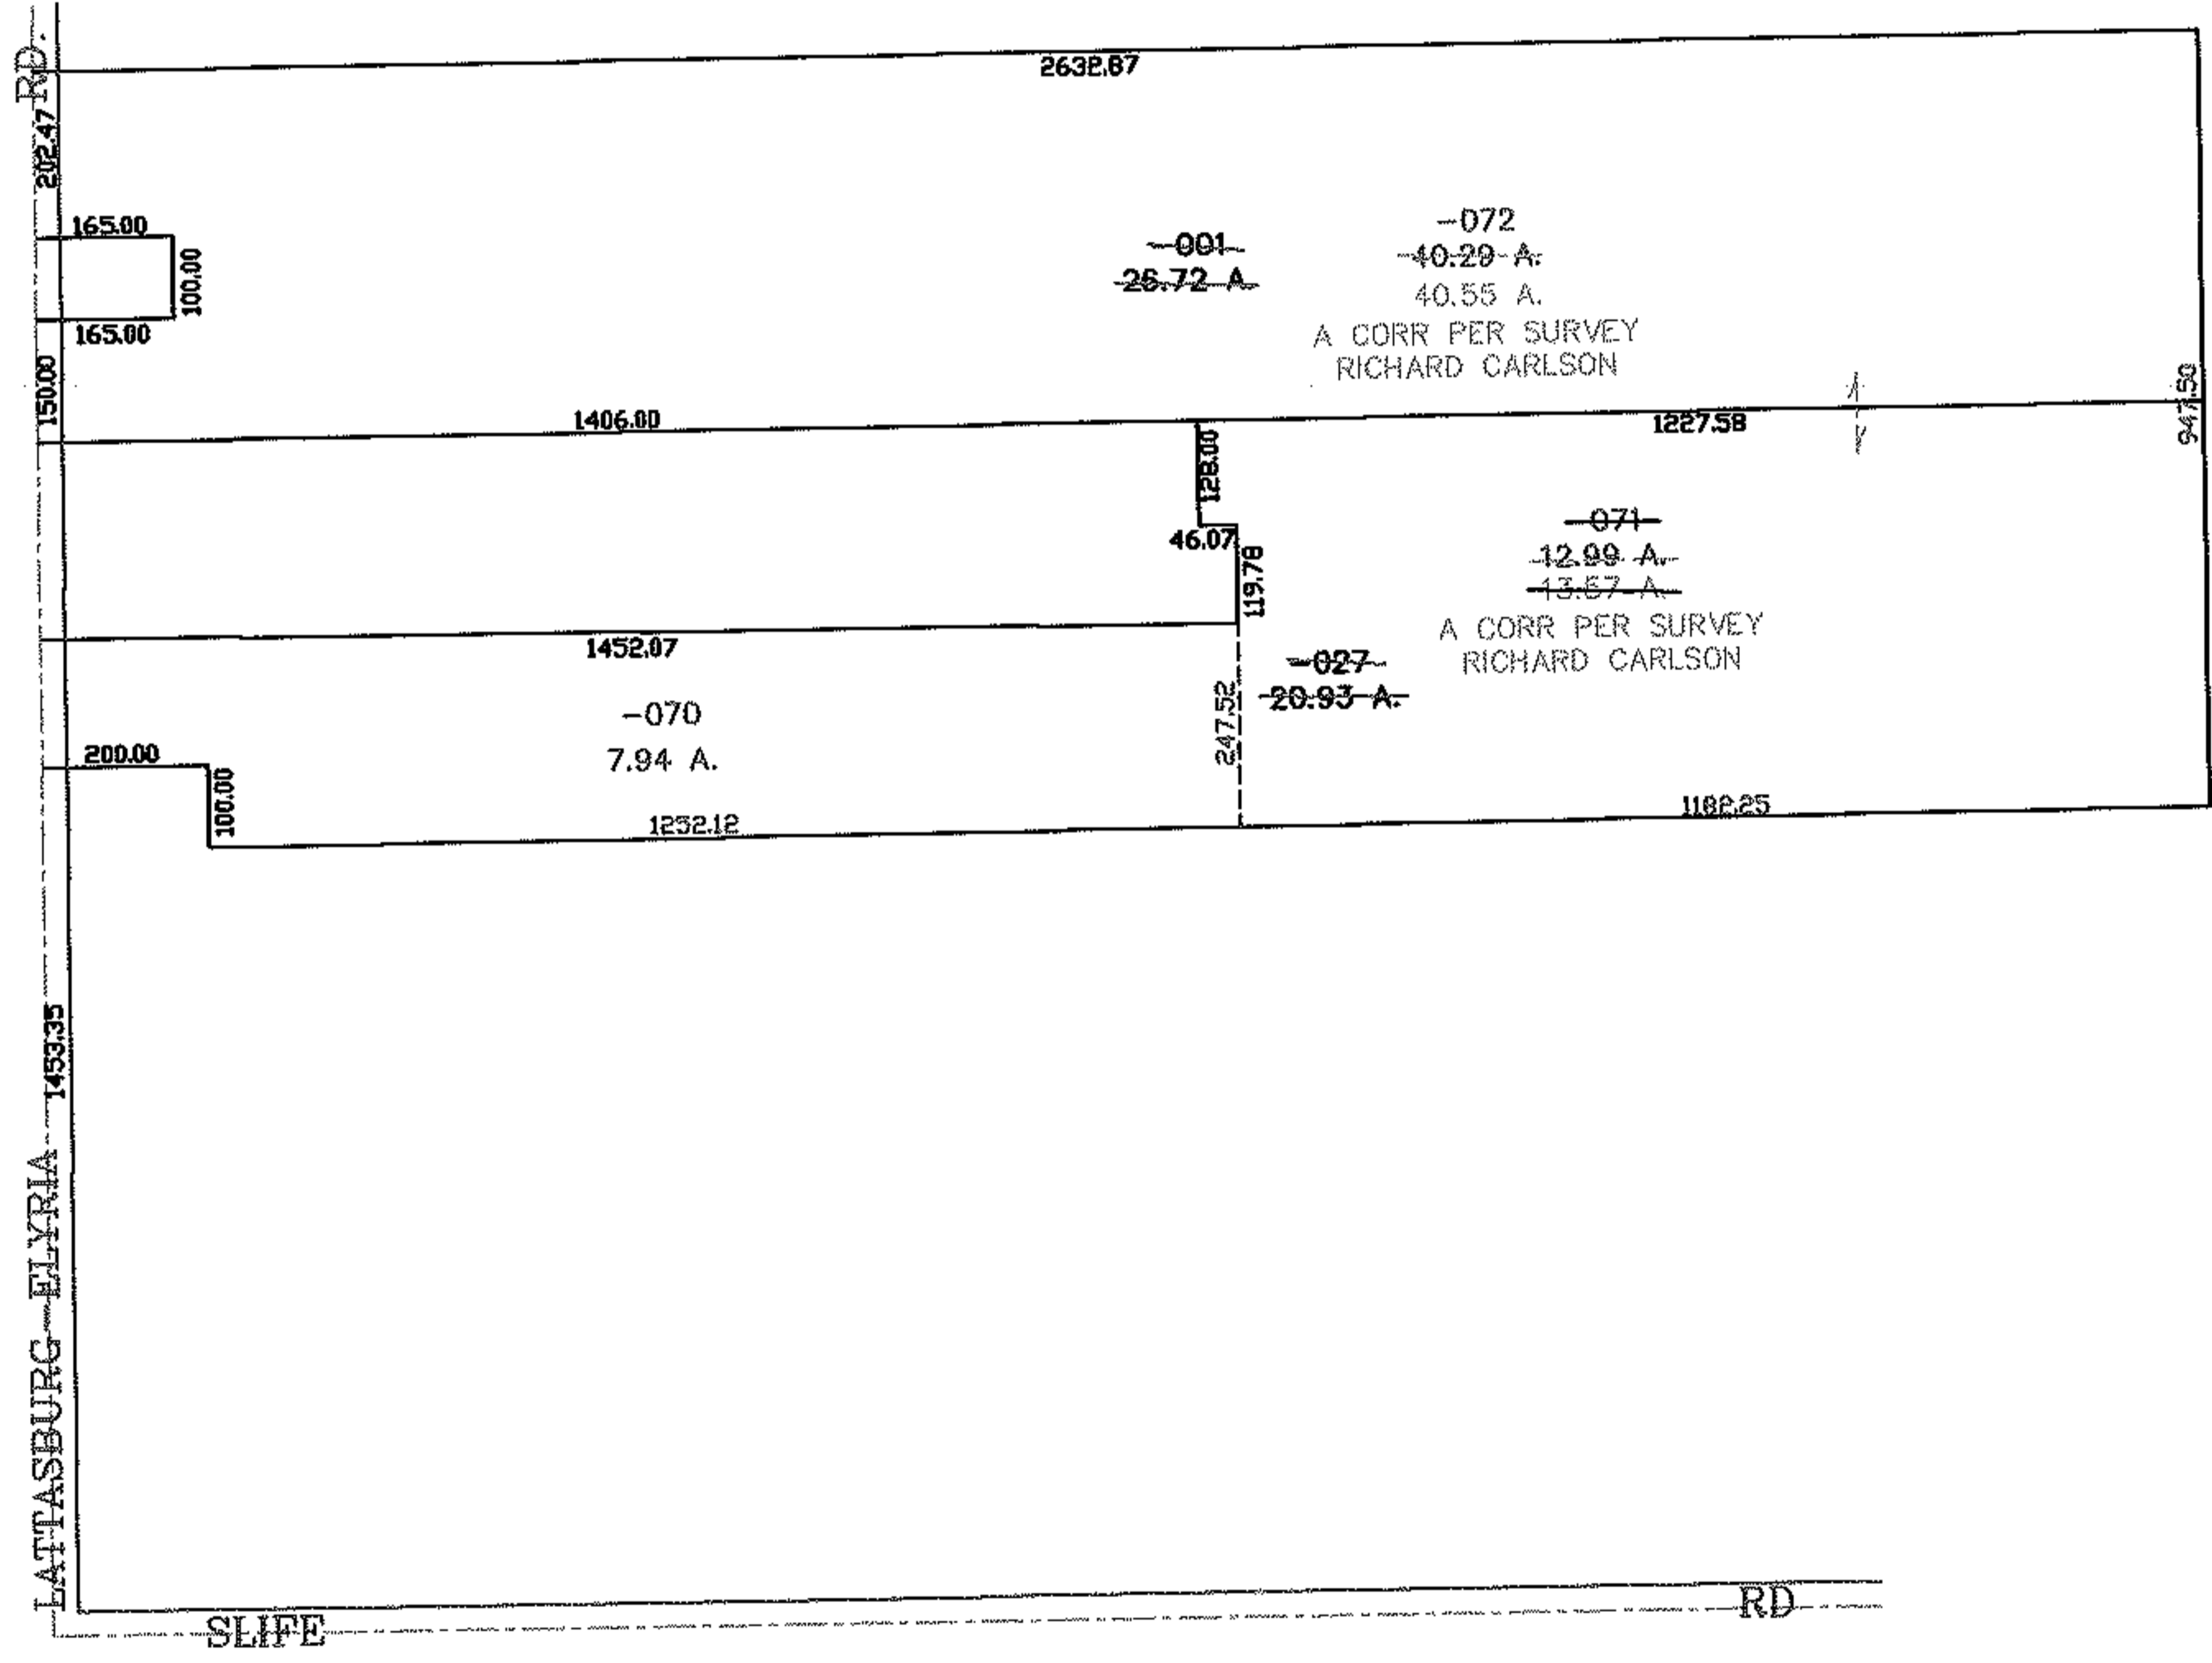 RD.
2632.87
202.47
165.00
100.00
165.00
150.00
-001
26.72 A.
-072
40.29 A.
40.55 A.
A CORR PER SURVEY
RICHARD CARLSON
947.50
1406.00
1227.58
128.00
46.07
119.78
-071
12.99 A.
13.57 A.
A CORR PER SURVEY
RICHARD CARLSON
1452.07
-027
20.93 A.
247.52
-070
7.94 A.
200.00
100.00
1252.12
1182.25
1453.35
LATTASBURG-ELYRIA
SLIFE
RD